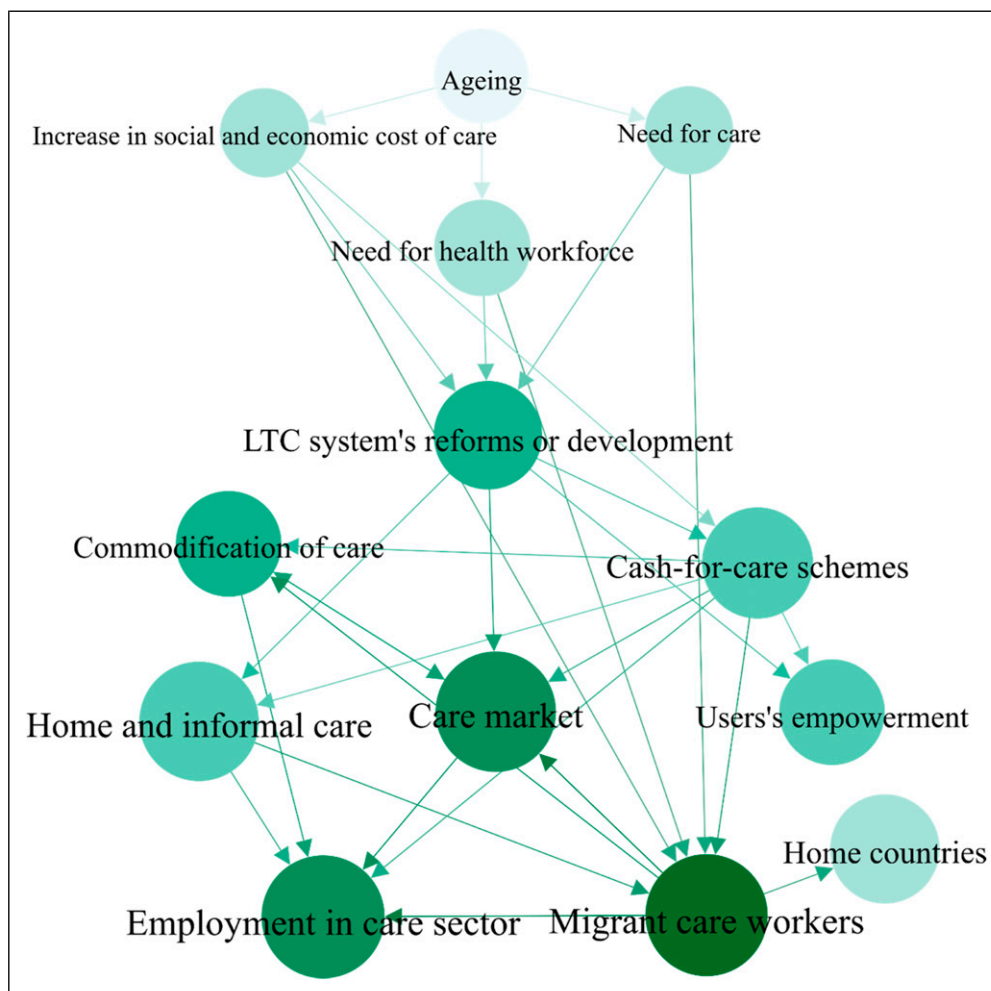 Ageing
Increase in social and economic cost of care
Need for care
Need for health workforce
LTC system's reforms or development
Commodification of care
Cash-for-care schemes
Home and informal care
Care market
Users's empowerment
Home countries
Employment in care sector
Migrant care workers